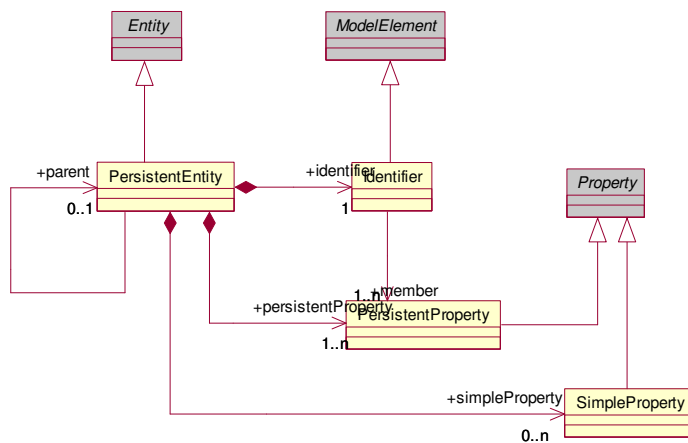 Entity
ModelElement
+parent
PersistentEntity
+identifier
Identifier
0..1
1
Property
+member
1..n
+persistentProperty
PersistentProperty
1..n
+simpleProperty
SimpleProperty
0..n